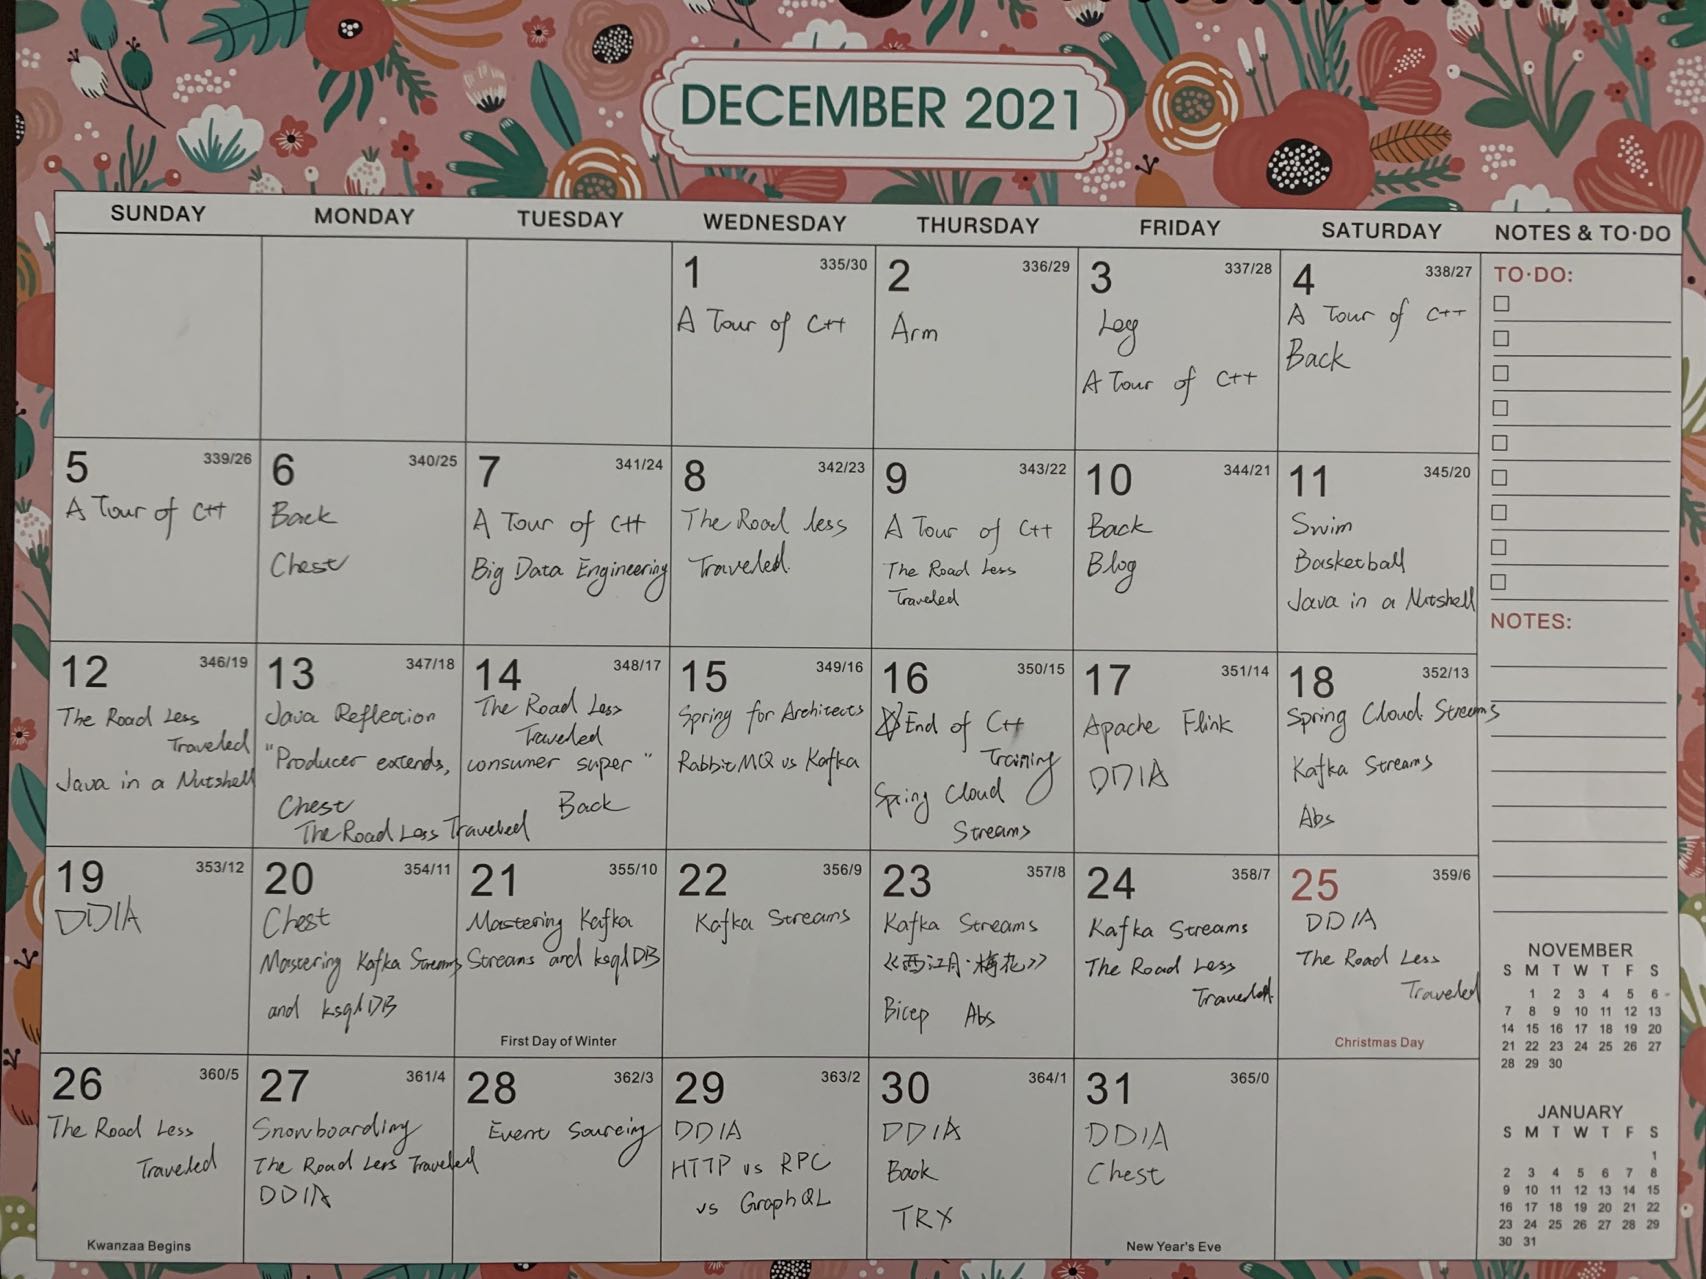 DECEMBER 2021
SUNDAY MONDAY TUESDAY WEDNESDAY THURSDAY FRIDAY SATURDAY NOTES & TO·DO
1 335/30
A Tour of C++
2 336/29
Arm
3 337/28
Leg
A Tour of C++
4 338/27
A Tour of C++
Back
5 339/26
A Tour of C++
6 340/25
Back
Chest
7 341/24
A Tour of C++
Big Data Engineering
8 342/23
The Road less
Traveled
9 343/22
A Tour of C++
The Road Less
Traveled
10 344/21
Back
Blog
11 345/20
Swim
Basketball
Java in a Nutshell
12 346/19
The Road Less
Traveled
Java in a Nutshell
13 347/18
Java Reflection
"Producer extends, consumer super"
Chest
The Road Less Traveled
14 348/17
The Road Less
Traveled
Back
15 349/16
Spring for Architects
RabbitMQ vs Kafka
16 350/15
End of C++
Training
Spring Cloud
Streams
17 351/14
Apache Flink
DDIA
18 352/13
Spring Cloud Streams
Kafka Streams
Abs
19 353/12
DDIA
20 354/11
Chest
Mastering Kafka Streams
and ksqlDB
21 355/10
Mastering Kafka
Streams and ksqlDB
First Day of Winter
22 356/9
Kafka Streams
23 357/8
Kafka Streams
《西江月·梅花》
Bicep Abs
24 358/7
Kafka Streams
The Road Less
Traveled
25 359/6
DDIA
The Road Less
Traveled
Christmas Day
26 360/5
The Road Less
Traveled
Kwanzaa Begins
27 361/4
Snowboarding
The Road Less Traveled
DDIA
28 362/3
Event Sourcing
29 363/2
DDIA
HTTP vs RPC
vs GraphQL
30 364/1
DDIA
Back
TRX
31 365/0
DDIA
Chest
New Year's Eve
TO·DO:
NOTES:
NOVEMBER
S M T W T F S
1 2 3 4 5 6
7 8 9 10 11 12 13
14 15 16 17 18 19 20
21 22 23 24 25 26 27
28 29 30
JANUARY
S M T W T F S
1
2 3 4 5 6 7 8
9 10 11 12 13 14 15
16 17 18 19 20 21 22
23 24 25 26 27 28 29
30 31